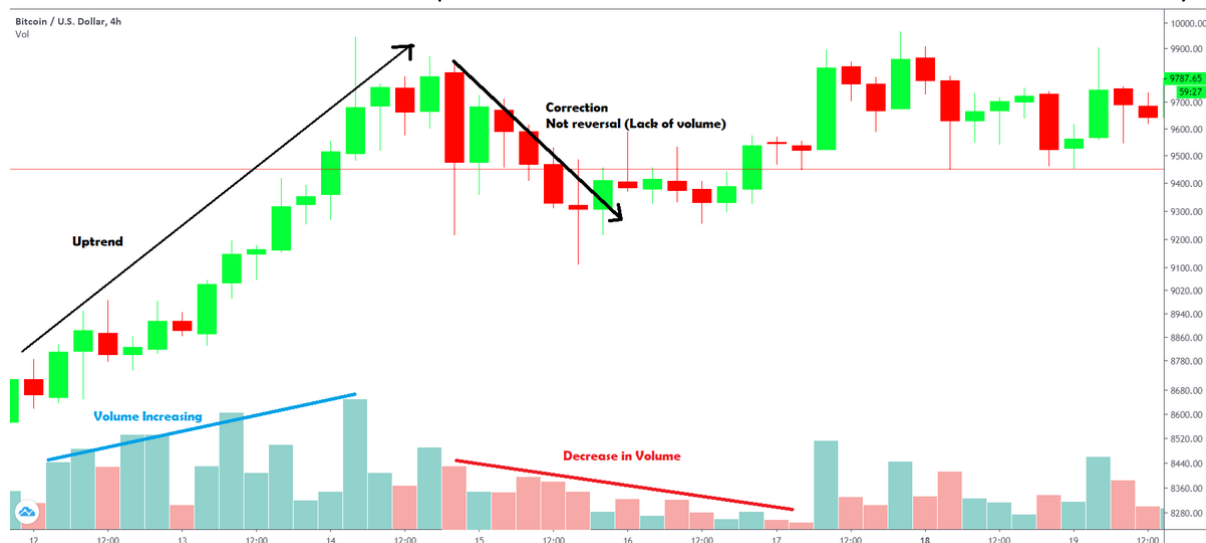 Bitcoin / U.S. Dollar, 4h
Vol
Uptrend
Correction
Not reversal (Lack of volume)
Volume Increasing
Decrease in Volume
10000.00
9900.00
9787.65
59:27
9700.00
9600.00
9500.00
9400.00
9300.00
9200.00
9100.00
9020.00
8940.00
8860.00
8780.00
8680.00
8600.00
8520.00
8440.00
8360.00
8280.00
12 12:00 13 12:00 14 12:00 15 12:00 16 12:00 17 12:00 18 12:00 19 12:00